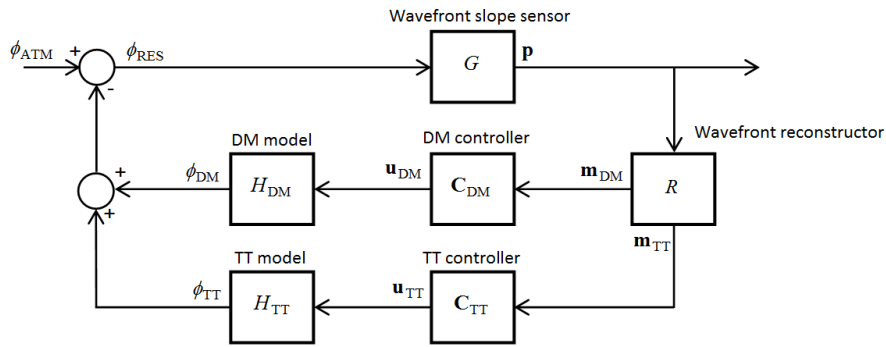 Wavefront slope sensor
ϕATM
+
ϕRES
G
p
-
Wavefront reconstructor
DM model
DM controller
+
ϕDM
HDM
uDM
CDM
mDM
R
+
mTT
TT model
TT controller
ϕTT
HTT
uTT
CTT